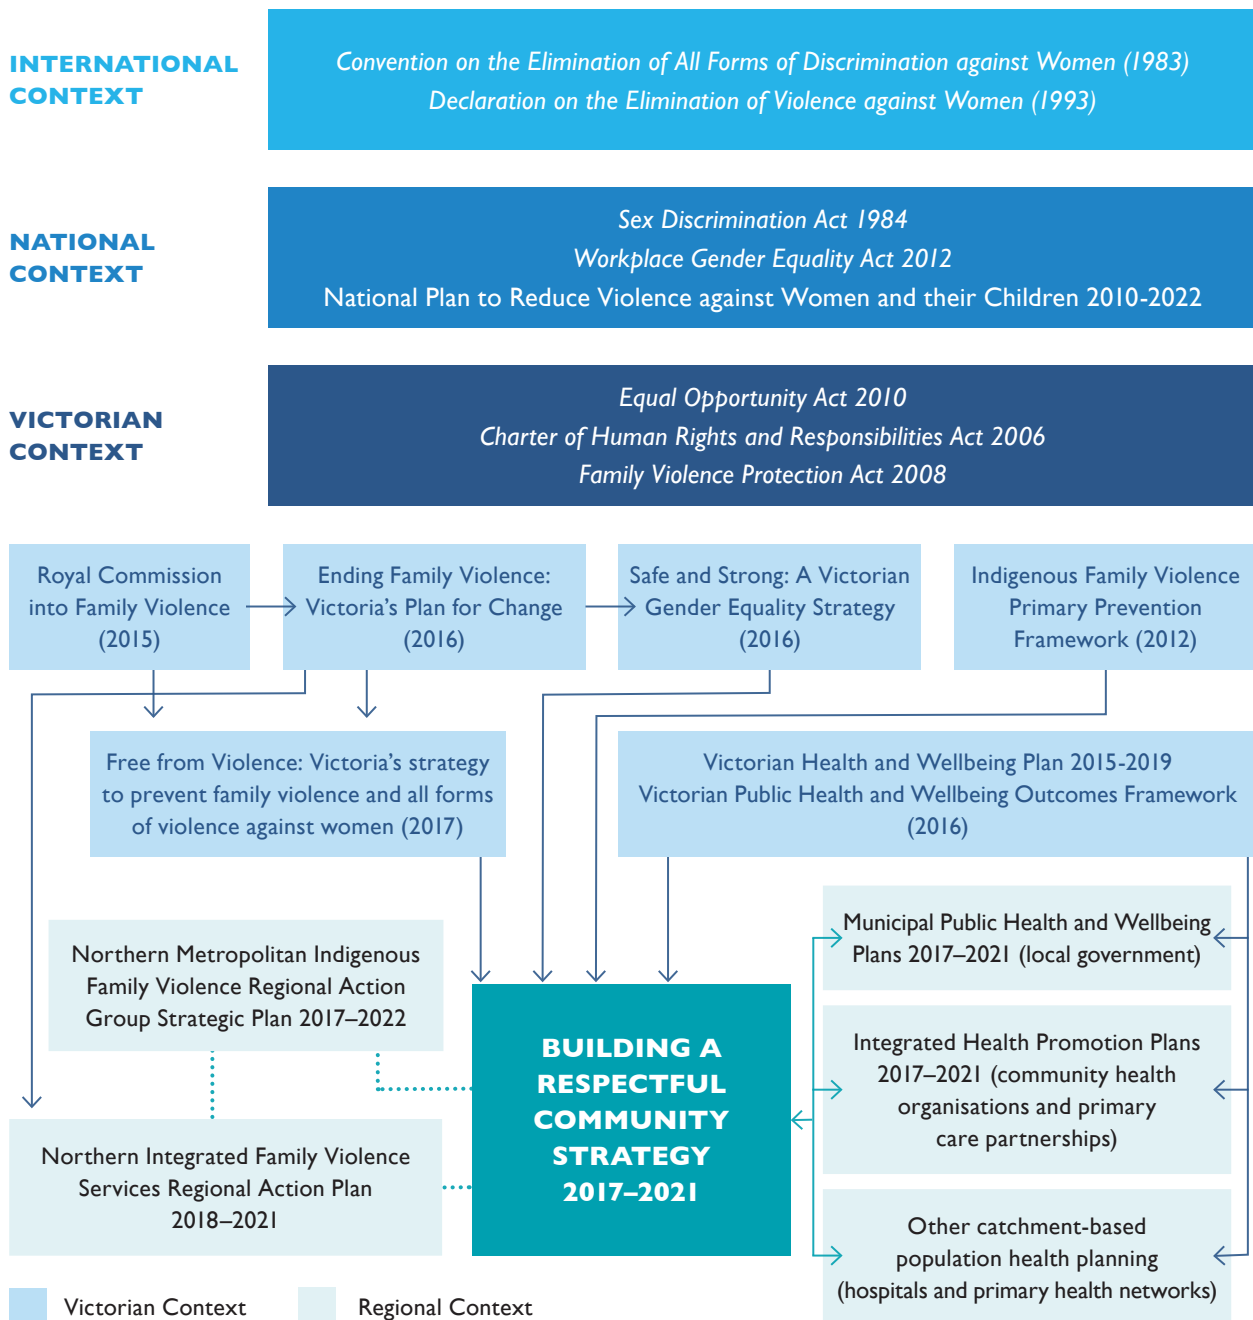 INTERNATIONAL
CONTEXT
Convention on the Elimination of All Forms of Discrimination against Women (1983)
Declaration on the Elimination of Violence against Women (1993)
NATIONAL
CONTEXT
Sex Discrimination Act 1984
Workplace Gender Equality Act 2012
National Plan to Reduce Violence against Women and their Children 2010-2022
VICTORIAN
CONTEXT
Equal Opportunity Act 2010
Charter of Human Rights and Responsibilities Act 2006
Family Violence Protection Act 2008
Royal Commission
into Family Violence
(2015)
Ending Family Violence:
Victoria’s Plan for Change
(2016)
Safe and Strong: A Victorian
Gender Equality Strategy
(2016)
Indigenous Family Violence
Primary Prevention
Framework (2012)
Free from Violence: Victoria’s strategy
to prevent family violence and all forms
of violence against women (2017)
Victorian Health and Wellbeing Plan 2015-2019
Victorian Public Health and Wellbeing Outcomes Framework
(2016)
Northern Metropolitan Indigenous
Family Violence Regional Action
Group Strategic Plan 2017–2022
Northern Integrated Family Violence
Services Regional Action Plan
2018–2021
BUILDING A
RESPECTFUL
COMMUNITY
STRATEGY
2017–2021
Municipal Public Health and Wellbeing
Plans 2017–2021 (local government)
Integrated Health Promotion Plans
2017–2021 (community health
organisations and primary
care partnerships)
Other catchment-based
population health planning
(hospitals and primary health networks)
Victorian Context
Regional Context